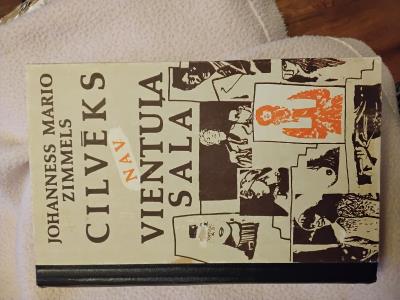 JOHANNESS MARIO
ZIMMELS
CILVĒKS
NAV
VIENTUĻA
SALA